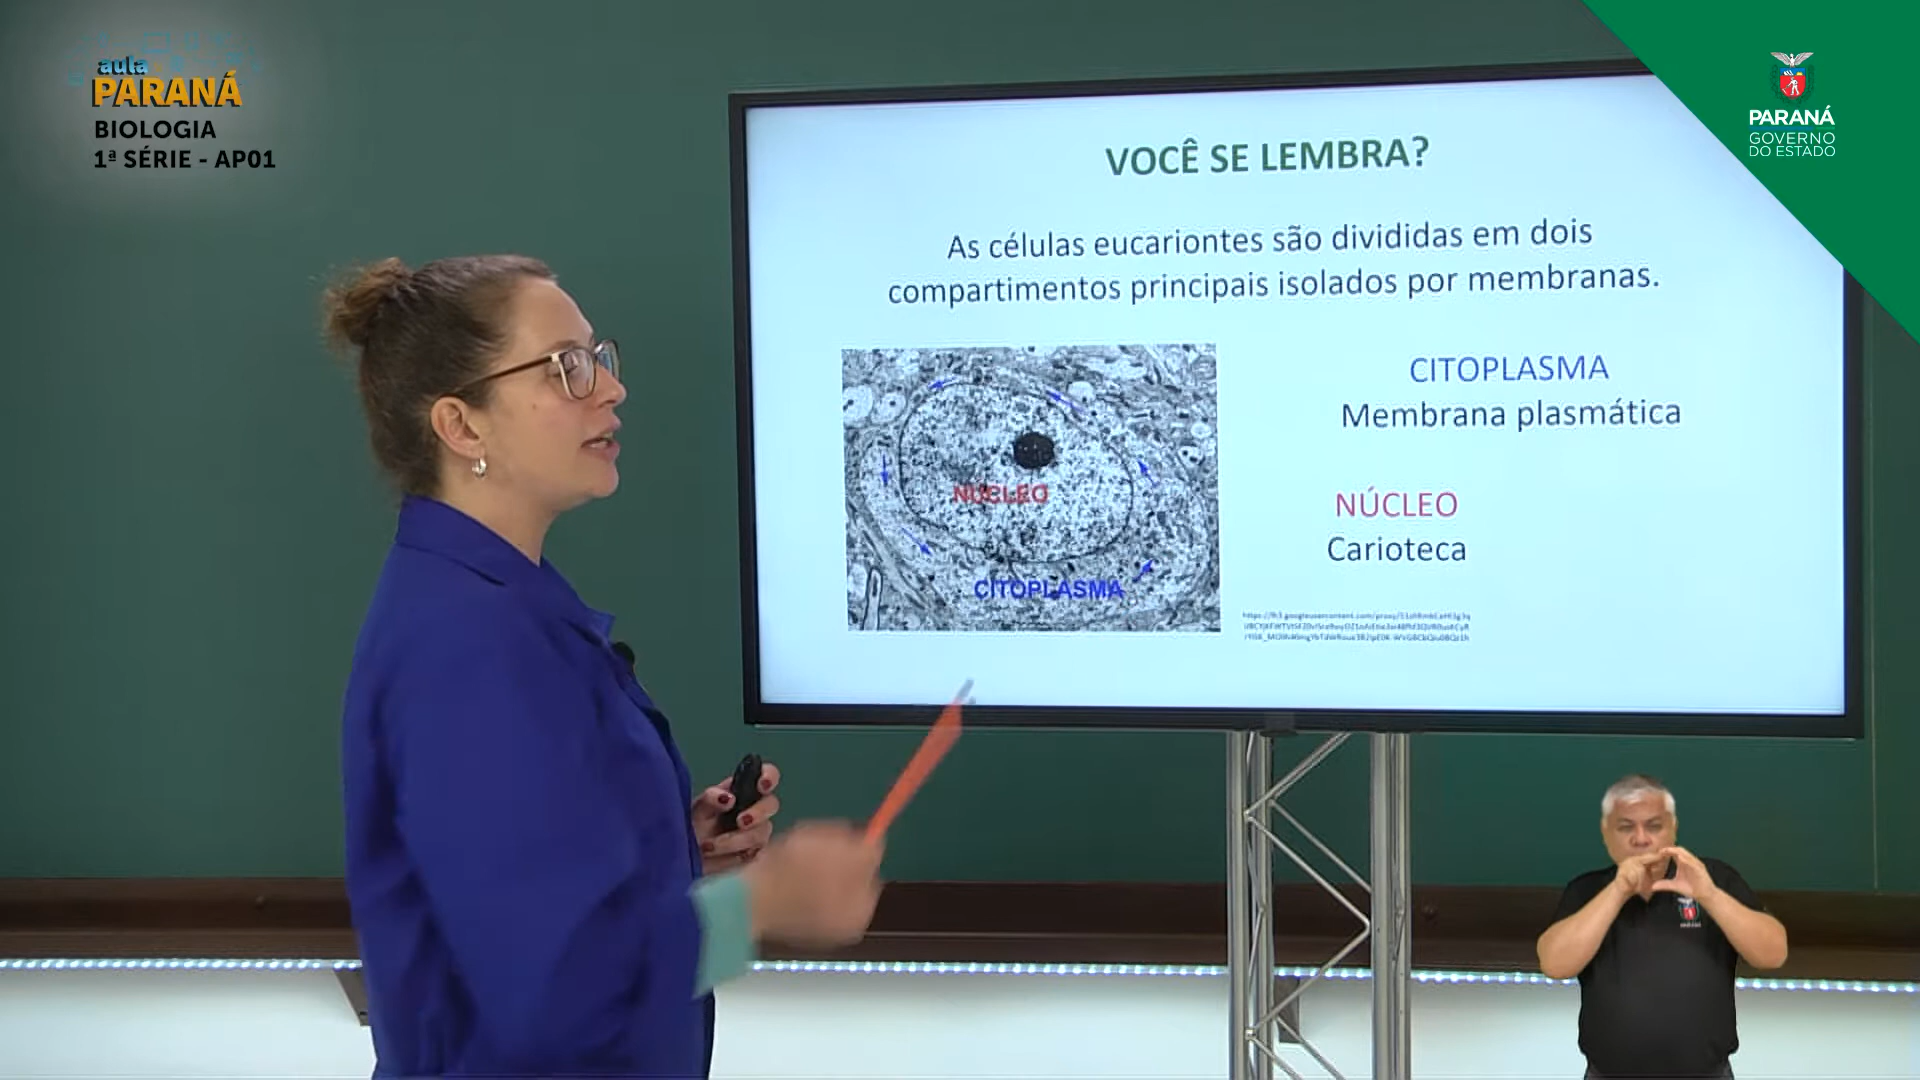 aula
PARANÁ
BIOLOGIA
1ª SÉRIE - AP01
PARANÁ
GOVERNO
DO ESTADO
VOCÊ SE LEMBRA?
As células eucariontes são divididas em dois
compartimentos principais isolados por membranas.
CITOPLASMA
Membrana plasmática
NÚCLEO
Carioteca
NÚCLEO
CITOPLASMA